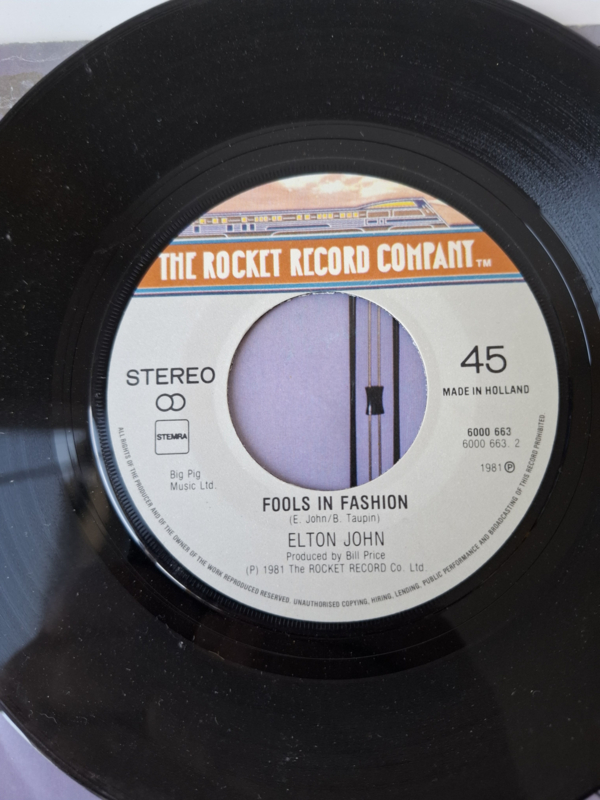 THE ROCKET RECORD COMPANY TM
STEREO
STEMRA
45
MADE IN HOLLAND
6000 663
6000 663. 2
1981 Ⓟ
Big Pig
Music Ltd.
FOOLS IN FASHION
(E. John/B. Taupin)
ELTON JOHN
Produced by Bill Price
(P) 1981 The ROCKET RECORD Co. Ltd.
ALL RIGHTS OF THE PRODUCER AND OF THE OWNER OF THE WORK REPRODUCED RESERVED. UNAUTHORISED COPYING, HIRING, LENDING, PUBLIC PERFORMANCE AND BROADCASTING OF THIS RECORD PROHIBITED